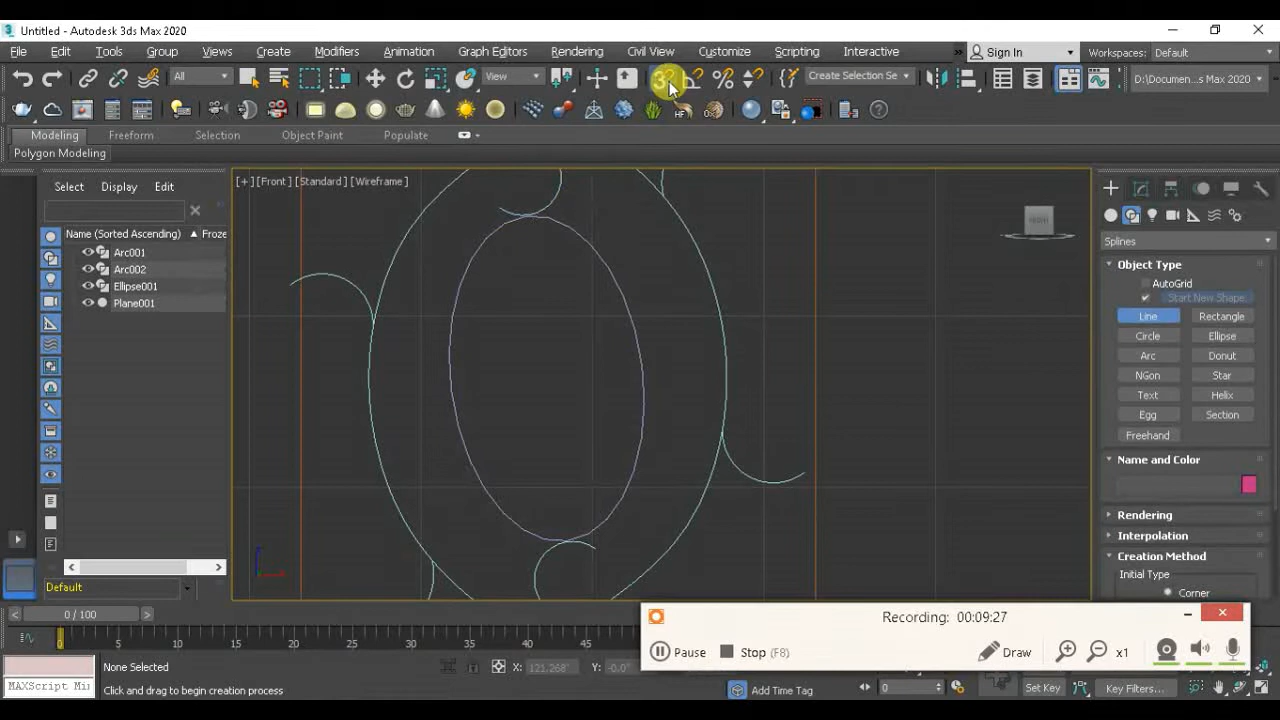 Untitled - Autodesk 3ds Max 2020
File Edit Tools Group Views Create Modifiers Animation Graph Editors Rendering Civil View Customize Scripting Interactive Sign In Workspaces: Default
All View Create Selection Se D:\Documen...s Max 2020
Modeling Freeform Selection Object Paint Populate
Polygon Modeling
Select Display Edit
[+] [Front ] [Standard ] [Wireframe ]
FRONT
Splines
Name (Sorted Ascending) Froze
Arc001
Arc002
Ellipse001
Plane001
Object Type
AutoGrid
Start New Shape
Line Rectangle
Circle Ellipse
Arc Donut
NGon Star
Text Helix
Egg Section
Freehand
Name and Color
Rendering
Interpolation
Creation Method
Initial Type
Corner
Default
0 / 100
0 5 10 15 20 25 30 35 40 45
Recording: 00:09:27
Pause Stop (F8) Draw x1
None Selected X: 121.268" Y: -0.0"
MAXScript Mi
Click and drag to begin creation process
Add Time Tag 0 Set Key Key Filters...